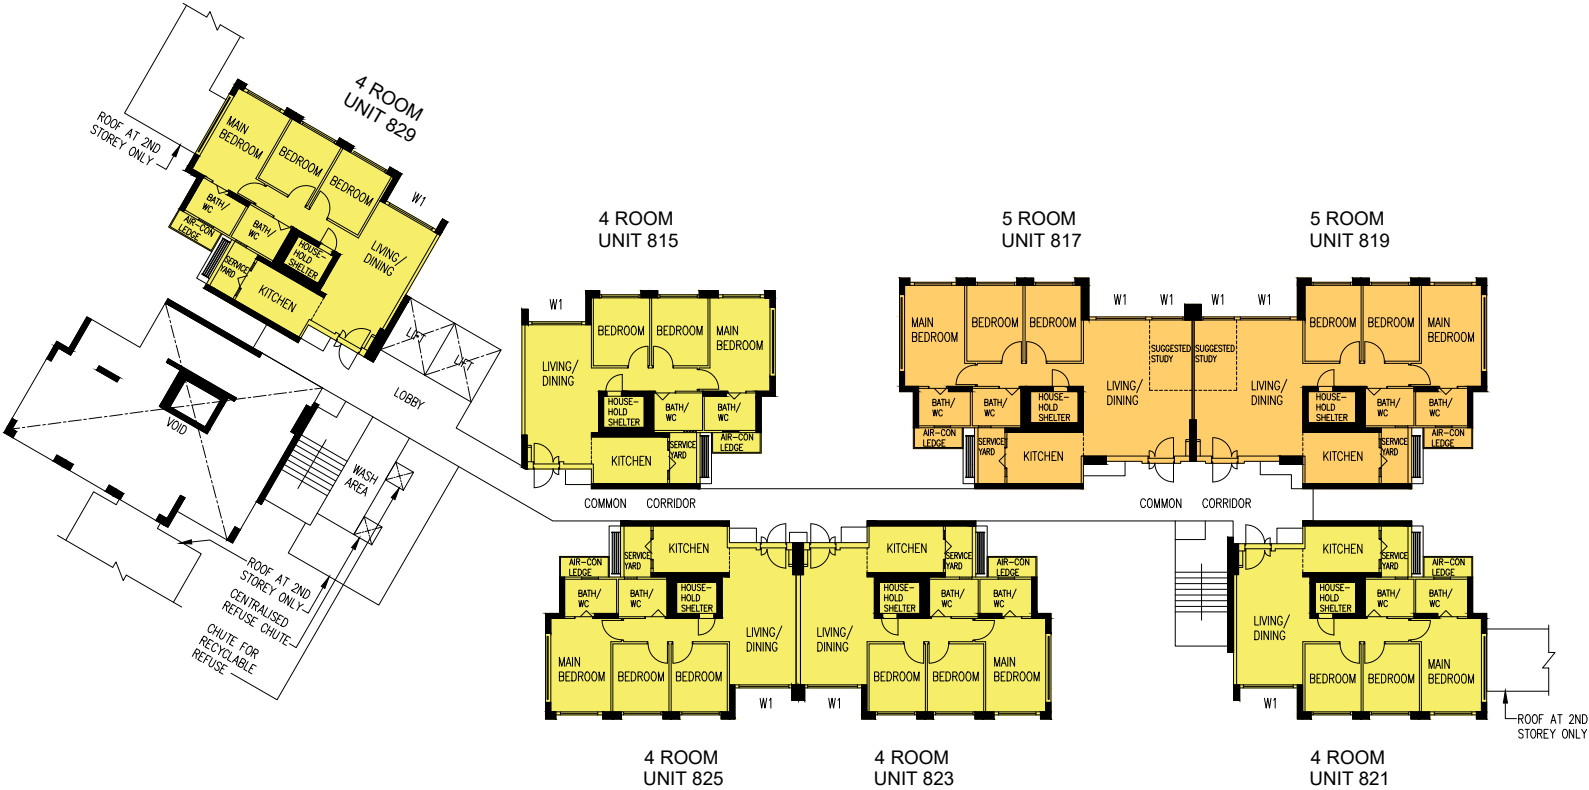 4 ROOM
UNIT 829
ROOF AT 2ND
STOREY ONLY
MAIN
BEDROOM
BEDROOM
BEDROOM
W1
BATH/
WC
BATH/
WC
AIR-CON
LEDGE
HOUSE-
HOLD
SHELTER
LIVING/
DINING
SERVICE
YARD
KITCHEN
LIFT
LIFT
LOBBY
VOID
WASH
AREA
ROOF AT 2ND
STOREY ONLY
CENTRALISED
REFUSE CHUTE
CHUTE FOR
RECYCLABLE
REFUSE
4 ROOM
UNIT 815
W1
BEDROOM
BEDROOM
MAIN
BEDROOM
LIVING/
DINING
HOUSE-
HOLD
SHELTER
BATH/
WC
BATH/
WC
AIR-CON
LEDGE
KITCHEN
SERVICE
YARD
COMMON CORRIDOR
5 ROOM
UNIT 817
W1
W1
MAIN
BEDROOM
BEDROOM
BEDROOM
SUGGESTED
STUDY
LIVING/
DINING
BATH/
WC
BATH/
WC
HOUSE-
HOLD
SHELTER
AIR-CON
LEDGE
SERVICE
YARD
KITCHEN
5 ROOM
UNIT 819
W1
W1
SUGGESTED
STUDY
BEDROOM
BEDROOM
MAIN
BEDROOM
LIVING/
DINING
HOUSE-
HOLD
SHELTER
BATH/
WC
BATH/
WC
AIR-CON
LEDGE
KITCHEN
SERVICE
YARD
COMMON CORRIDOR
SERVICE
YARD
KITCHEN
AIR-CON
LEDGE
BATH/
WC
BATH/
WC
HOUSE-
HOLD
SHELTER
LIVING/
DINING
MAIN
BEDROOM
BEDROOM
BEDROOM
W1
4 ROOM
UNIT 825
KITCHEN
SERVICE
YARD
AIR-CON
LEDGE
HOUSE-
HOLD
SHELTER
BATH/
WC
BATH/
WC
LIVING/
DINING
BEDROOM
BEDROOM
MAIN
BEDROOM
W1
4 ROOM
UNIT 823
KITCHEN
SERVICE
YARD
AIR-CON
LEDGE
HOUSE-
HOLD
SHELTER
BATH/
WC
BATH/
WC
LIVING/
DINING
BEDROOM
BEDROOM
MAIN
BEDROOM
W1
4 ROOM
UNIT 821
ROOF AT 2ND
STOREY ONLY